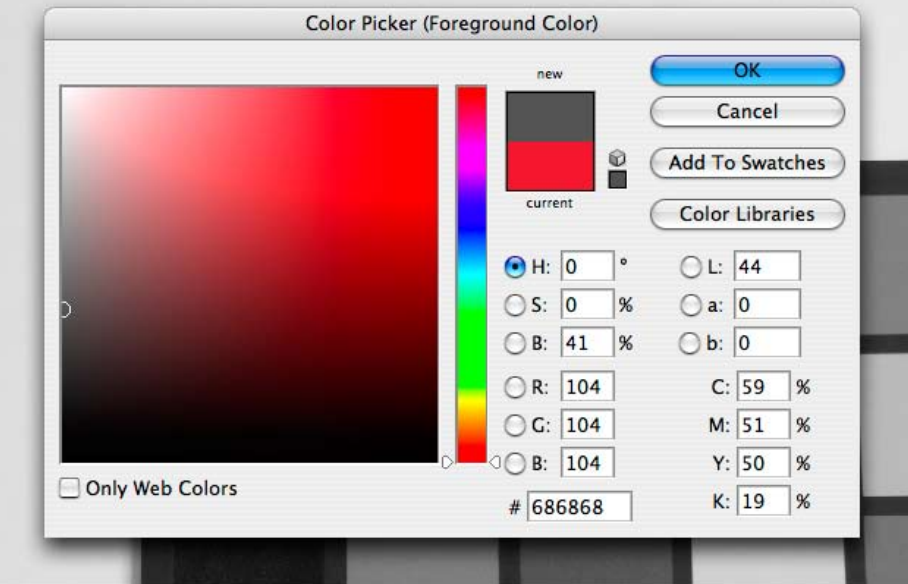 Color Picker (Foreground Color)
new
current
OK
Cancel
Add To Swatches
Color Libraries
H: 0 °
S: 0 %
B: 41 %
R: 104
G: 104
B: 104
# 686868
L: 44
a: 0
b: 0
C: 59 %
M: 51 %
Y: 50 %
K: 19 %
Only Web Colors